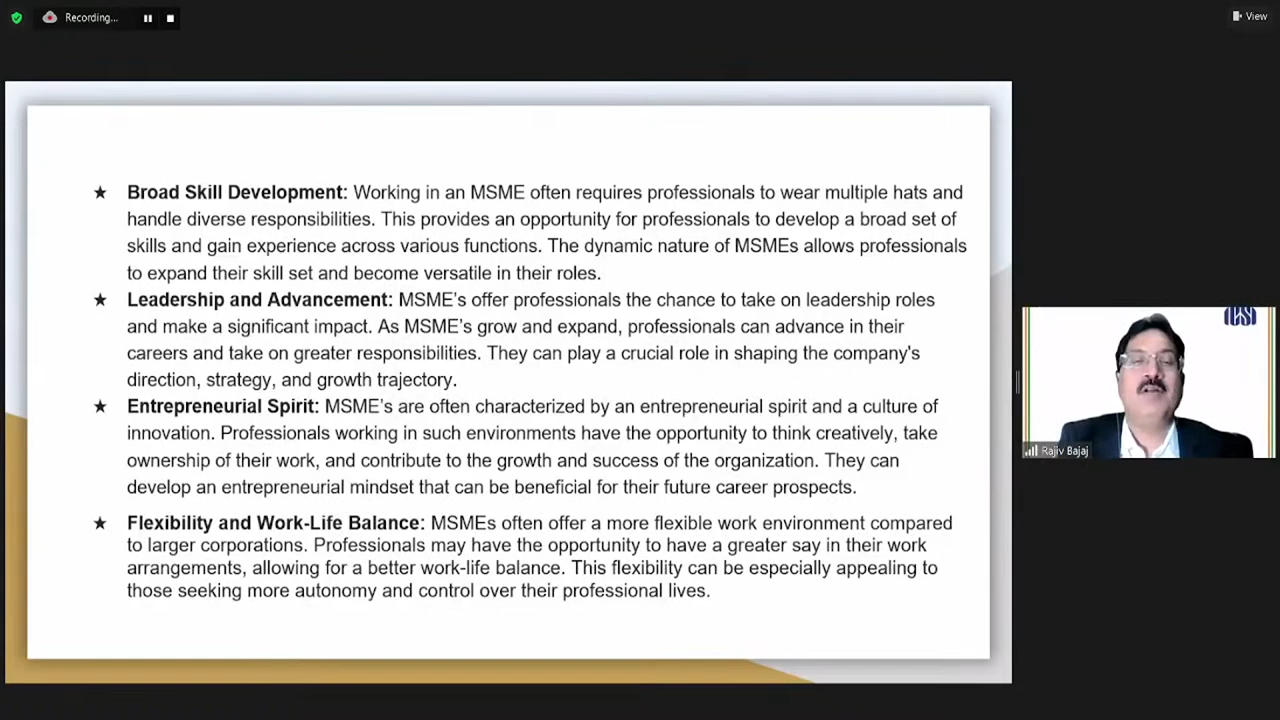 Recording...
View
★ Broad Skill Development: Working in an MSME often requires professionals to wear multiple hats and
handle diverse responsibilities. This provides an opportunity for professionals to develop a broad set of
skills and gain experience across various functions. The dynamic nature of MSMEs allows professionals
to expand their skill set and become versatile in their roles.
★ Leadership and Advancement: MSME's offer professionals the chance to take on leadership roles
and make a significant impact. As MSME's grow and expand, professionals can advance in their
careers and take on greater responsibilities. They can play a crucial role in shaping the company's
direction, strategy, and growth trajectory.
★ Entrepreneurial Spirit: MSME's are often characterized by an entrepreneurial spirit and a culture of
innovation. Professionals working in such environments have the opportunity to think creatively, take
ownership of their work, and contribute to the growth and success of the organization. They can
develop an entrepreneurial mindset that can be beneficial for their future career prospects.
★ Flexibility and Work-Life Balance: MSMEs often offer a more flexible work environment compared
to larger corporations. Professionals may have the opportunity to have a greater say in their work
arrangements, allowing for a better work-life balance. This flexibility can be especially appealing to
those seeking more autonomy and control over their professional lives.
Rajiv Bajaj